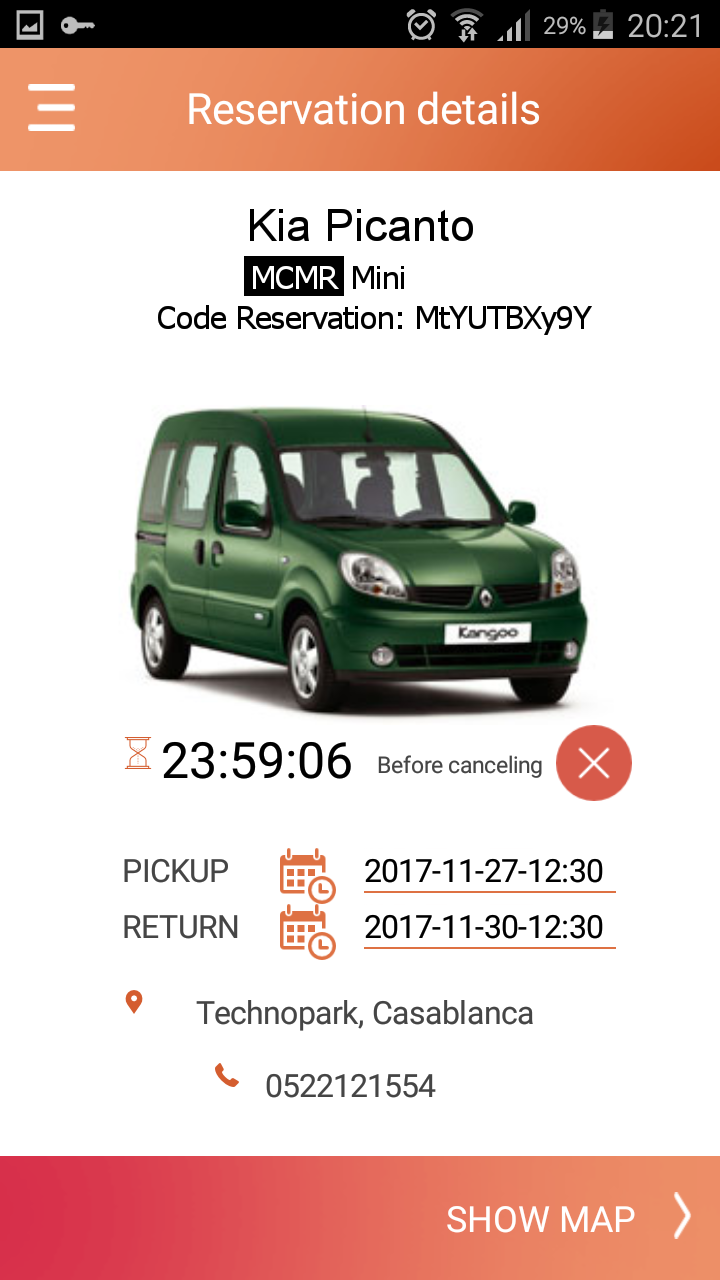 29% 20:21
Reservation details
Kia Picanto
MCMR Mini
Code Reservation: MtYUTBXy9Y
Kangoo
23:59:06 Before canceling
PICKUP 2017-11-27-12:30
RETURN 2017-11-30-12:30
Technopark, Casablanca
0522121554
SHOW MAP